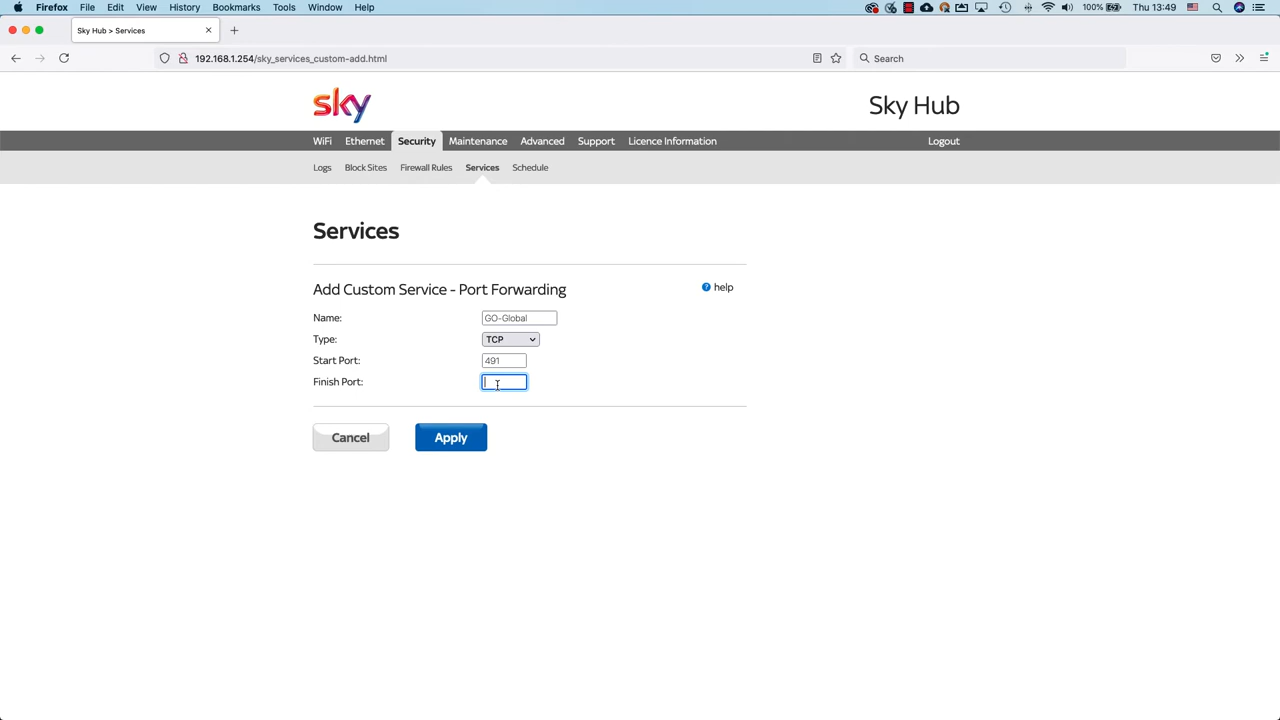 Firefox File Edit View History Bookmarks Tools Window Help 100% Thu 13:49
Sky Hub > Services
192.168.1.254/sky_services_custom-add.html Search
sky Sky Hub
WiFi Ethernet Security Maintenance Advanced Support Licence Information Logout
Logs Block Sites Firewall Rules Services Schedule
Services
Add Custom Service - Port Forwarding ? help
Name: GO-Global
Type: TCP
Start Port: 491
Finish Port:
Cancel Apply